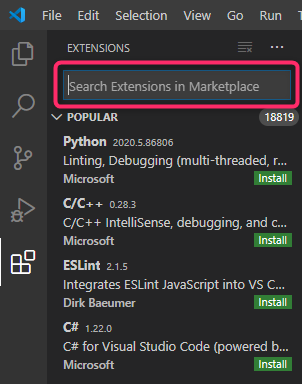 File Edit Selection View Go Run
EXTENSIONS
Search Extensions in Marketplace
POPULAR 18819
Python 2020.5.86806
Linting, Debugging (multi-threaded, r...
Microsoft Install
C/C++ 0.28.3
C/C++ IntelliSense, debugging, and c...
Microsoft Install
ESLint 2.1.5
Integrates ESLint JavaScript into VS C...
Dirk Baeumer Install
C# 1.22.0
C# for Visual Studio Code (powered b...
Microsoft Install